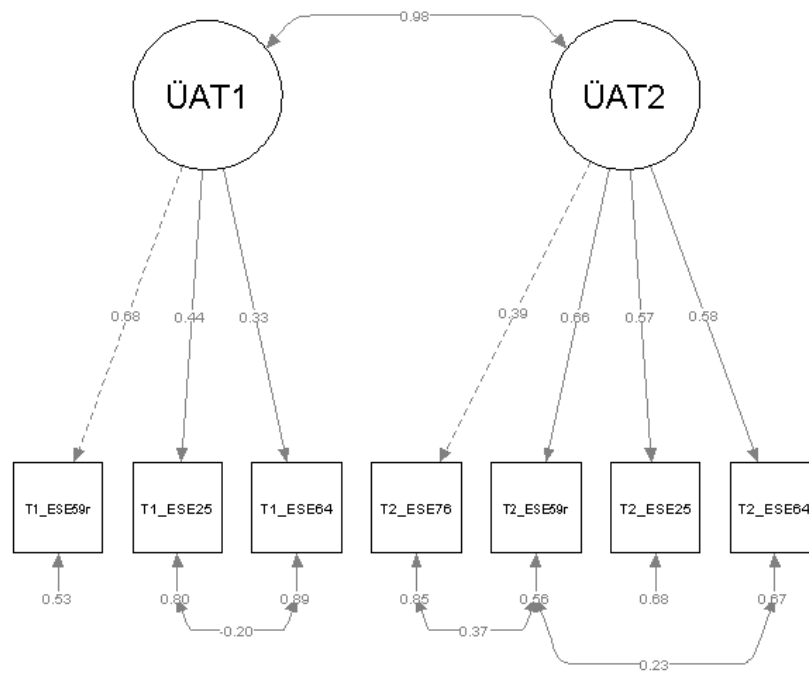 0.98
ÜAT1 ÜAT2
0.68 0.44 0.33 0.39 0.66 0.57 0.58
T1_ESE59r T1_ESE25 T1_ESE64 T2_ESE76 T2_ESE59r T2_ESE25 T2_ESE64
0.53 0.80 0.89 0.85 0.56 0.68 0.67
-0.20 0.37
0.23